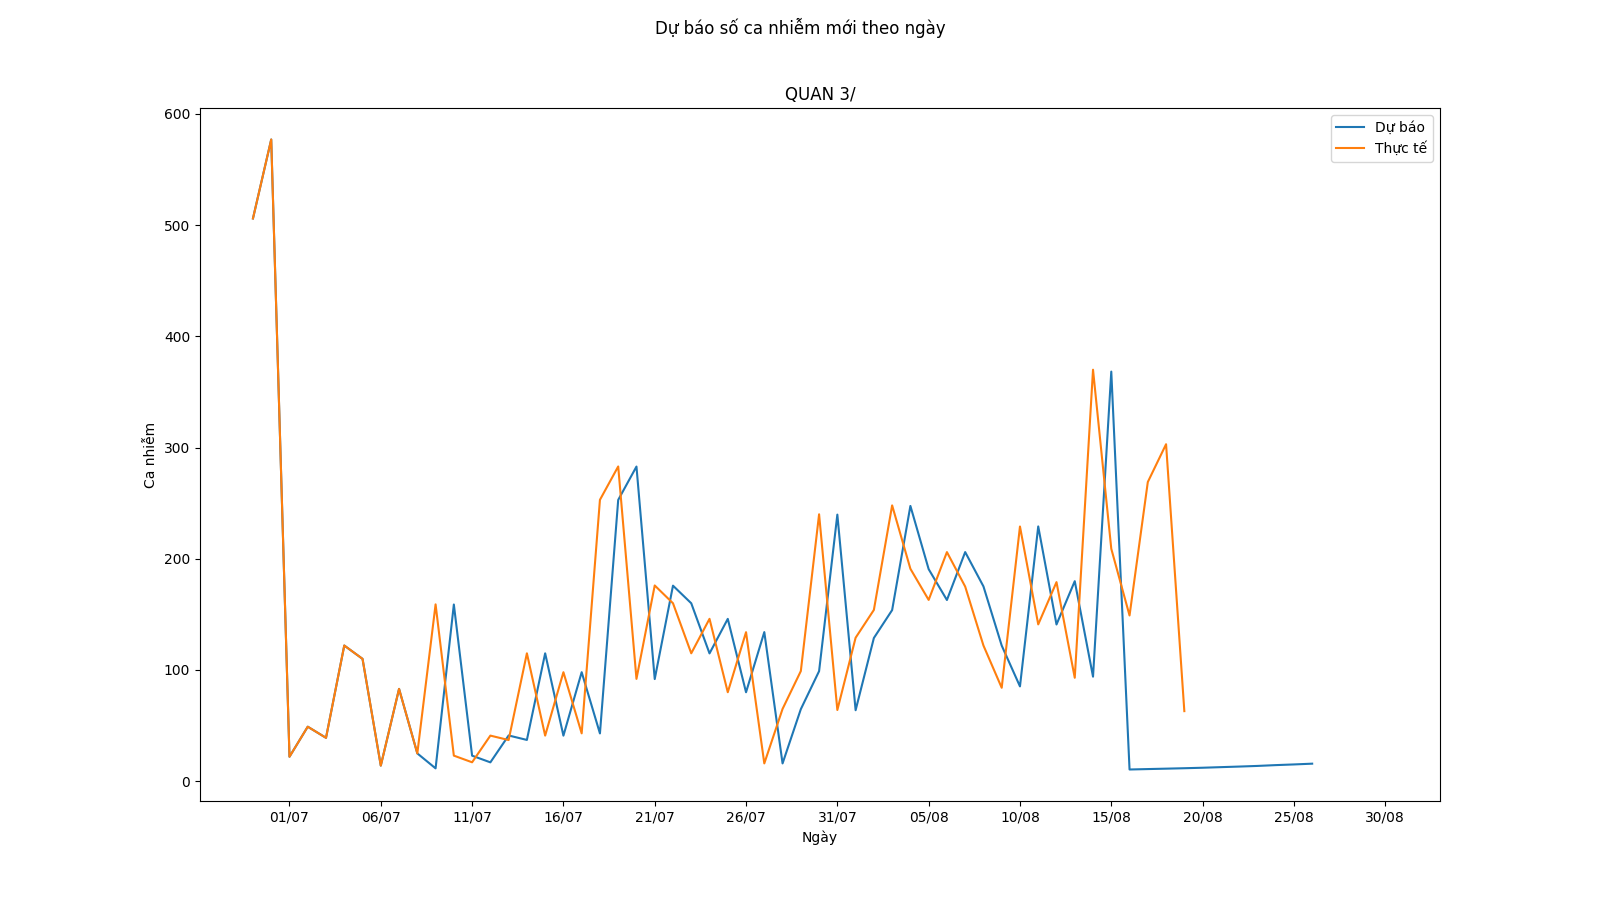 Dự báo số ca nhiễm mới theo ngày
QUAN 3/
Dự báo
Thực tế
600
500
400
300
200
100
0
Ca nhiễm
01/07 06/07 11/07 16/07 21/07 26/07 31/07 05/08 10/08 15/08 20/08 25/08 30/08
Ngày